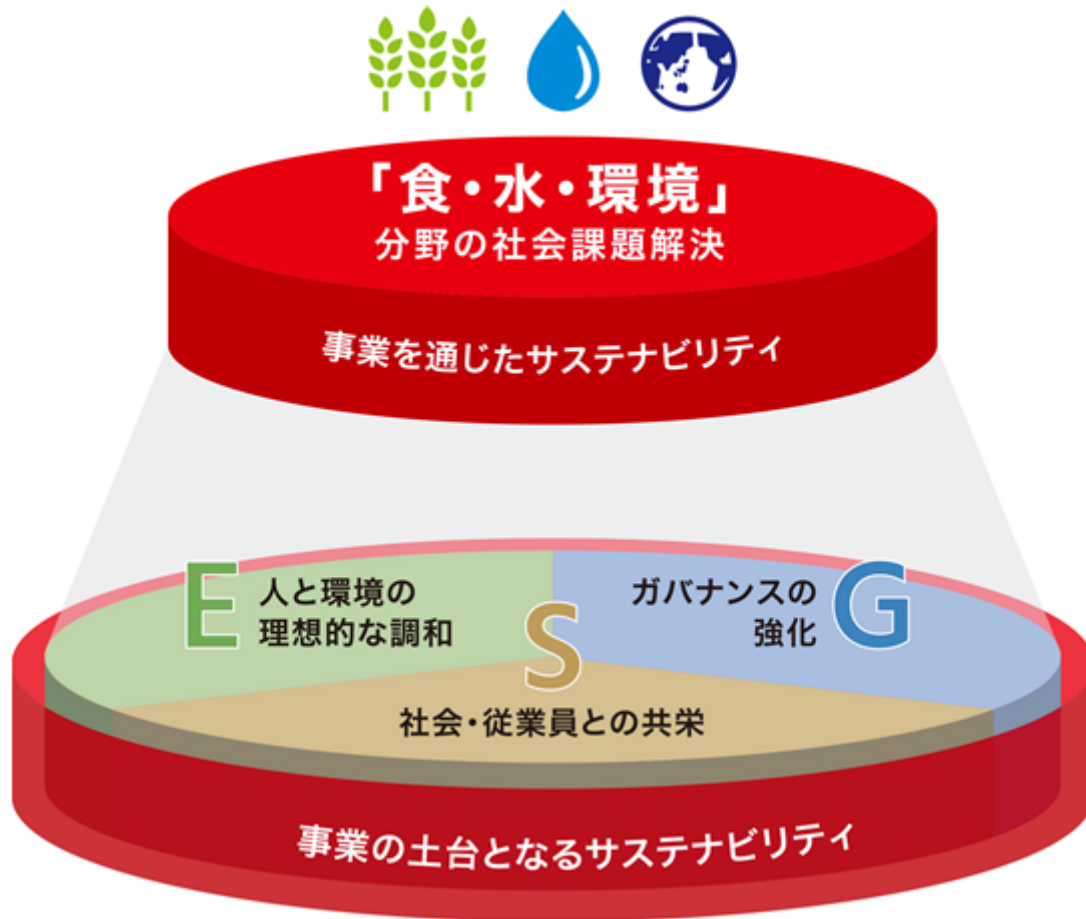 「食・水・環境」
分野の社会課題解決
事業を通じたサステナビリティ
E
人と環境の
理想的な調和
S
社会・従業員との共栄
ガバナンスの
強化
G
事業の土台となるサステナビリティ